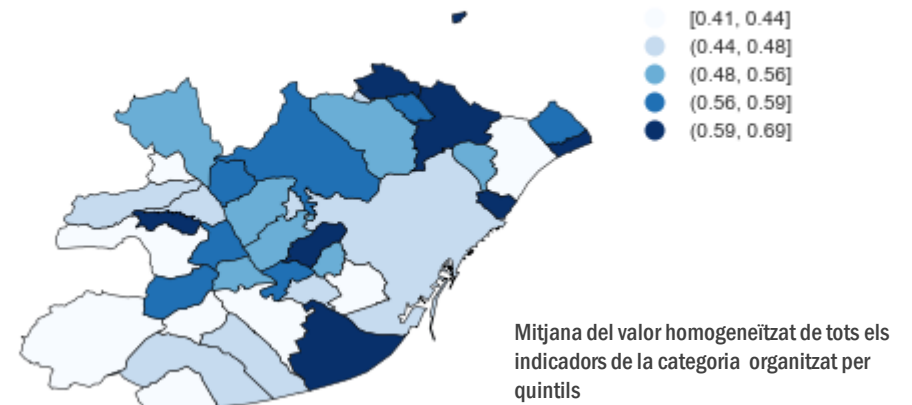 [0.41, 0.44]
(0.44, 0.48]
(0.48, 0.56]
(0.56, 0.59]
(0.59, 0.69]
Mitjana del valor homogeneïtzat de tots els
indicadors de la categoria organitzat per
quintils